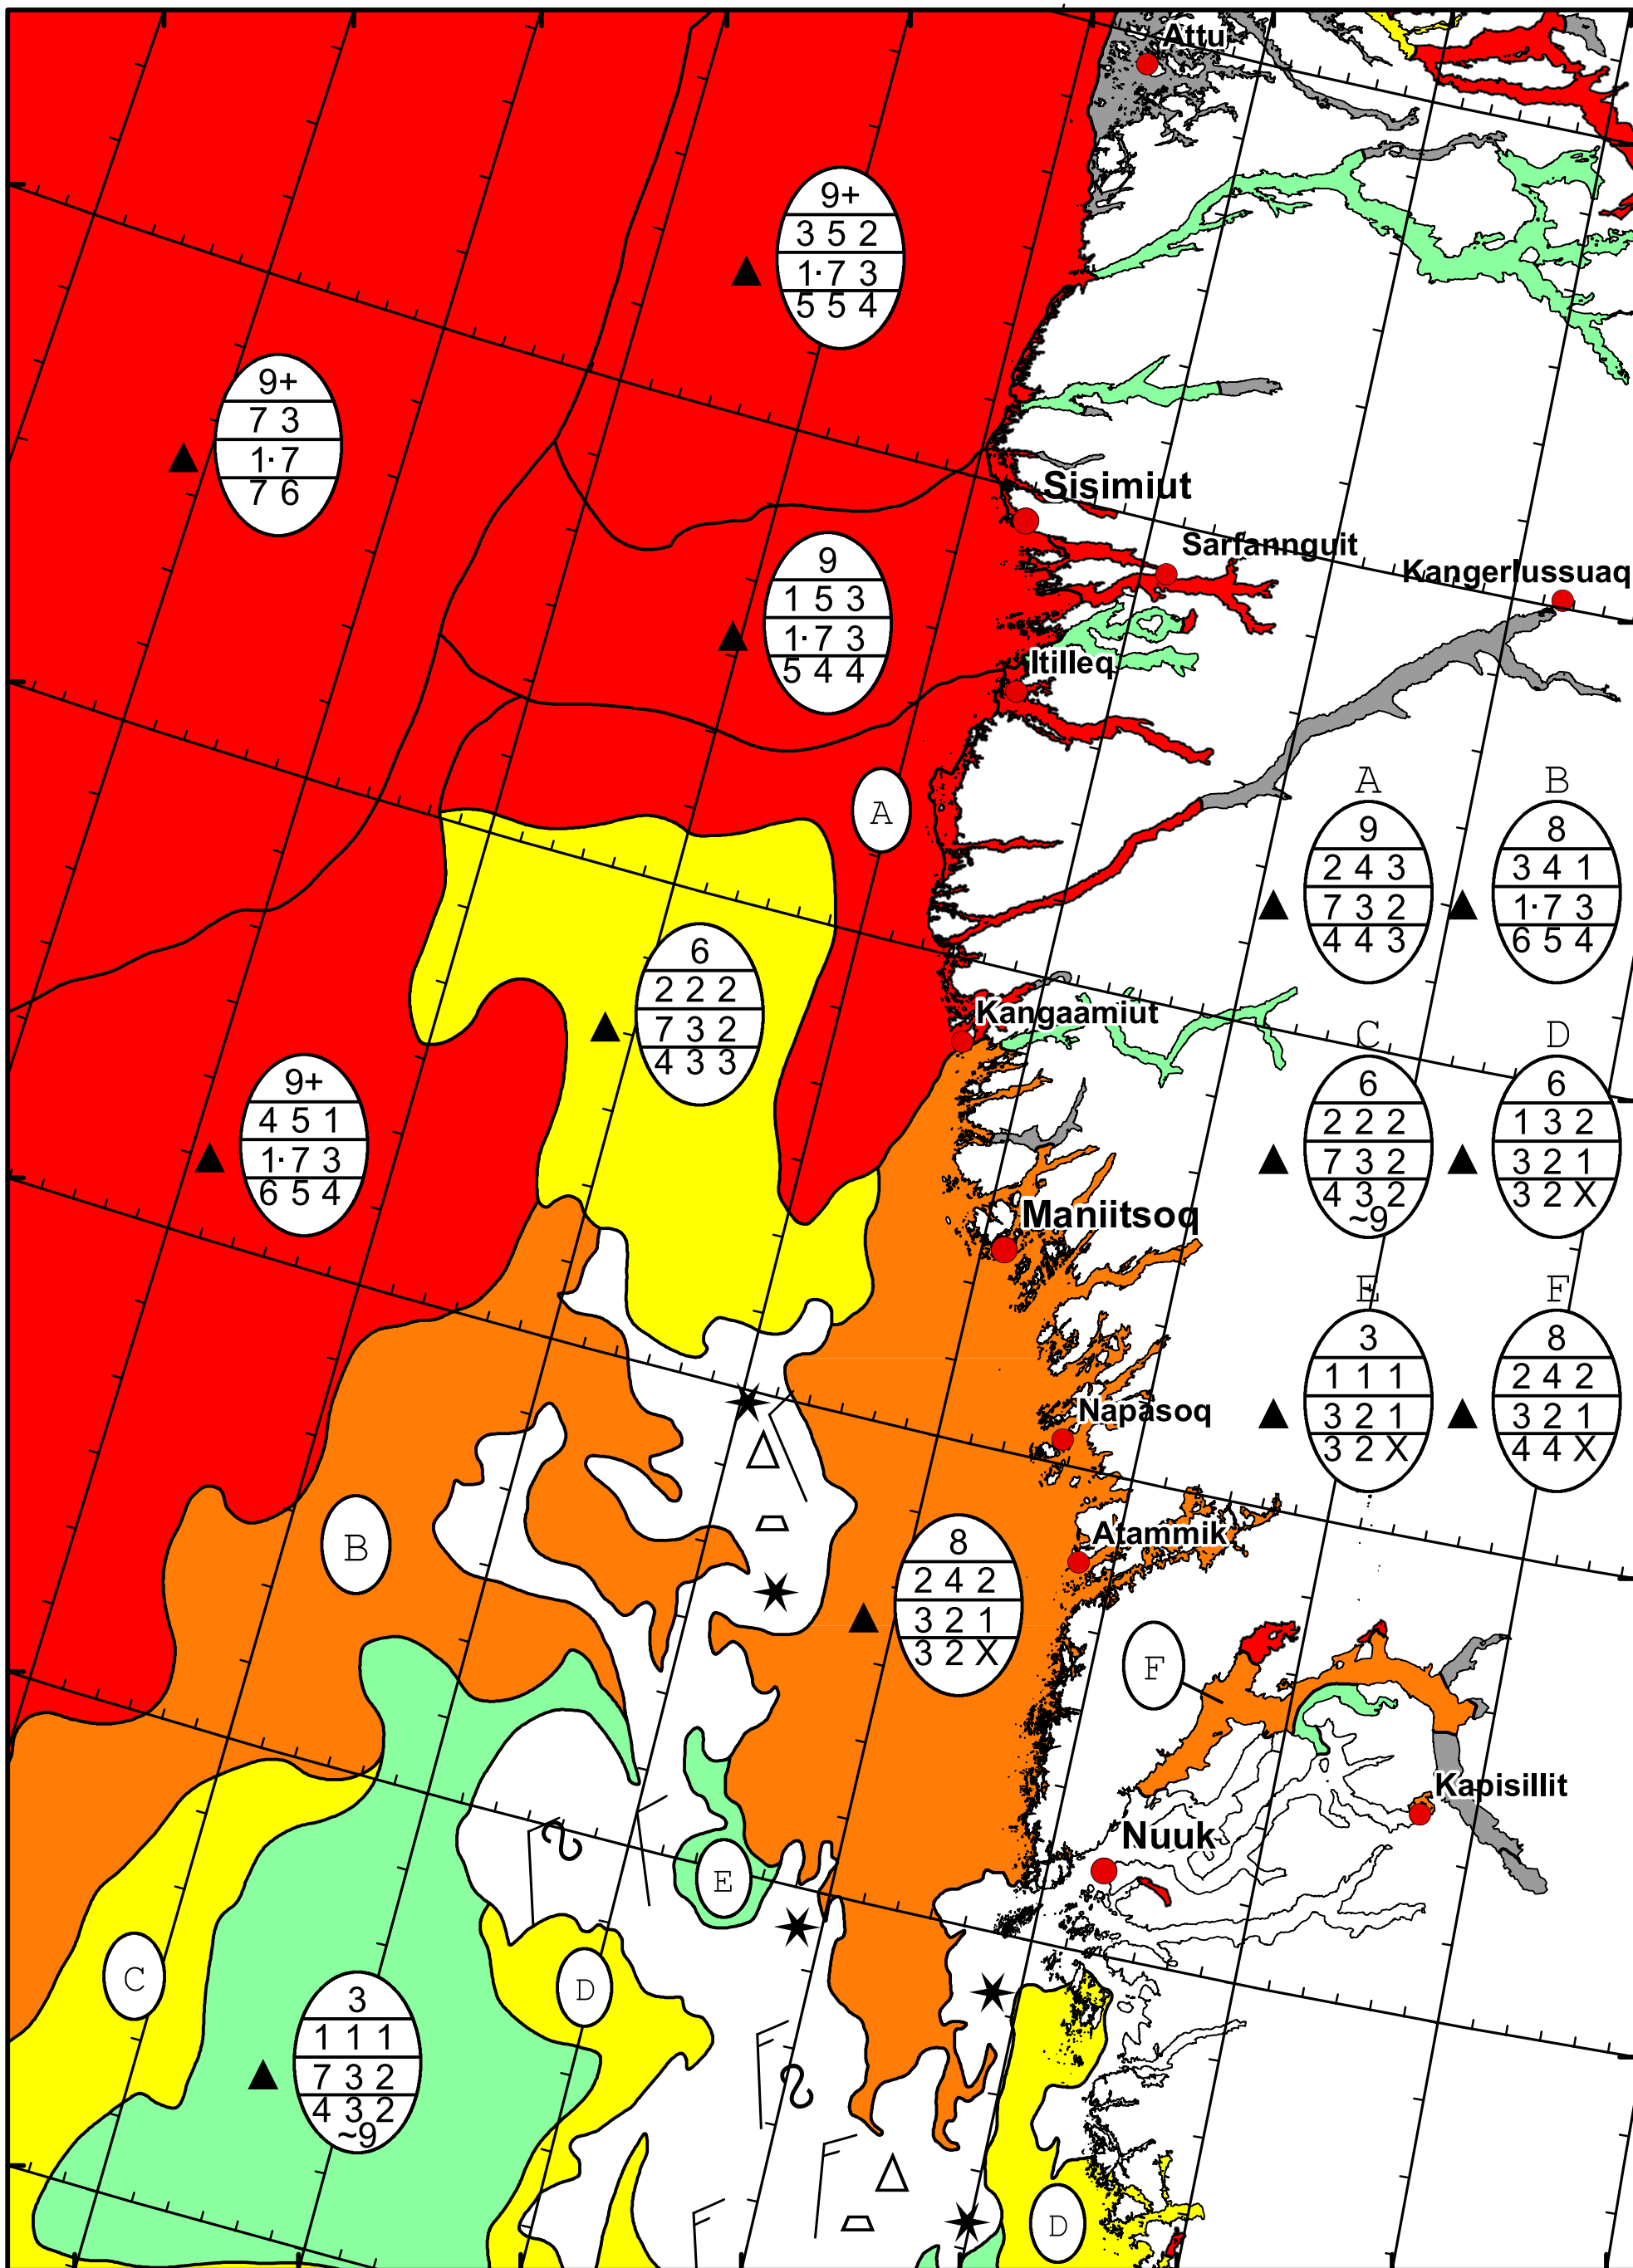 Attu
9+
3 5 2
1·7 3
5 5 4
9+
7 3
1·7
7 6
Sisimiut
Sarfannguit
Kangerlussuaq
9
1 5 3
1·7 3
5 4 4
Itilleq
A
A
9
2 4 3
7 3 2
4 4 3
B
8
3 4 1
1·7 3
6 5 4
6
2 2 2
7 3 2
4 3 3
Kangaamiut
9+
4 5 1
1·7 3
6 5 4
C
6
2 2 2
7 3 2
4 3 2
~9
D
6
1 3 2
3 2 1
3 2 X
Maniitsoq
E
3
1 1 1
3 2 1
3 2 X
F
8
2 4 2
3 2 1
4 4 X
Napasoq
B
Atammik
8
2 4 2
3 2 1
3 2 X
F
Kapisillit
Nuuk
E
C
D
3
1 1 1
7 3 2
4 3 2
~9
D